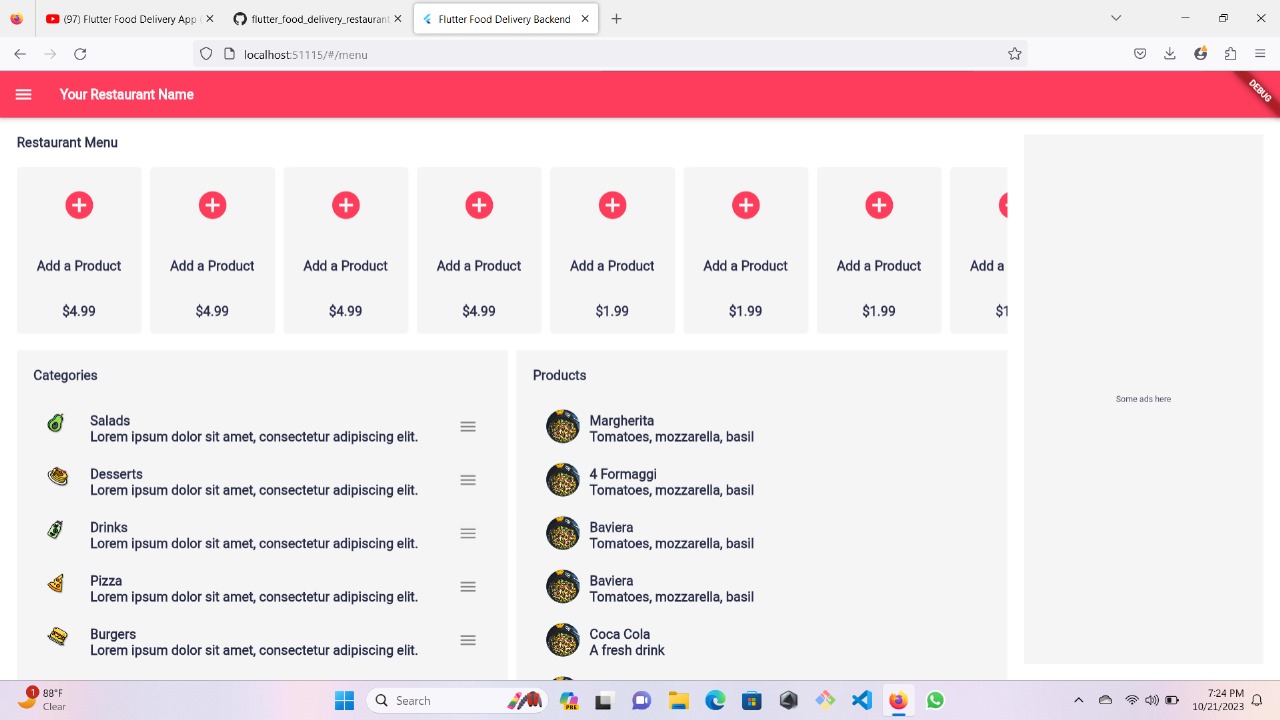 (97) Flutter Food Delivery App
flutter_food_delivery_restaurant
Flutter Food Delivery Backend
localhost:51115/#/menu
Your Restaurant Name
DEBUG
Restaurant Menu
Add a Product
$4.99
Add a Product
$4.99
Add a Product
$4.99
Add a Product
$4.99
Add a Product
$1.99
Add a Product
$1.99
Add a Product
$1.99
Add a
$1
Categories
Salads
Lorem ipsum dolor sit amet, consectetur adipiscing elit.
Desserts
Lorem ipsum dolor sit amet, consectetur adipiscing elit.
Drinks
Lorem ipsum dolor sit amet, consectetur adipiscing elit.
Pizza
Lorem ipsum dolor sit amet, consectetur adipiscing elit.
Burgers
Lorem ipsum dolor sit amet, consectetur adipiscing elit.
Products
Margherita
Tomatoes, mozzarella, basil
4 Formaggi
Tomatoes, mozzarella, basil
Baviera
Tomatoes, mozzarella, basil
Baviera
Tomatoes, mozzarella, basil
Coca Cola
A fresh drink
Some ads here
1
88°F
Clear
Search
PRE
7:24 PM
10/21/2023